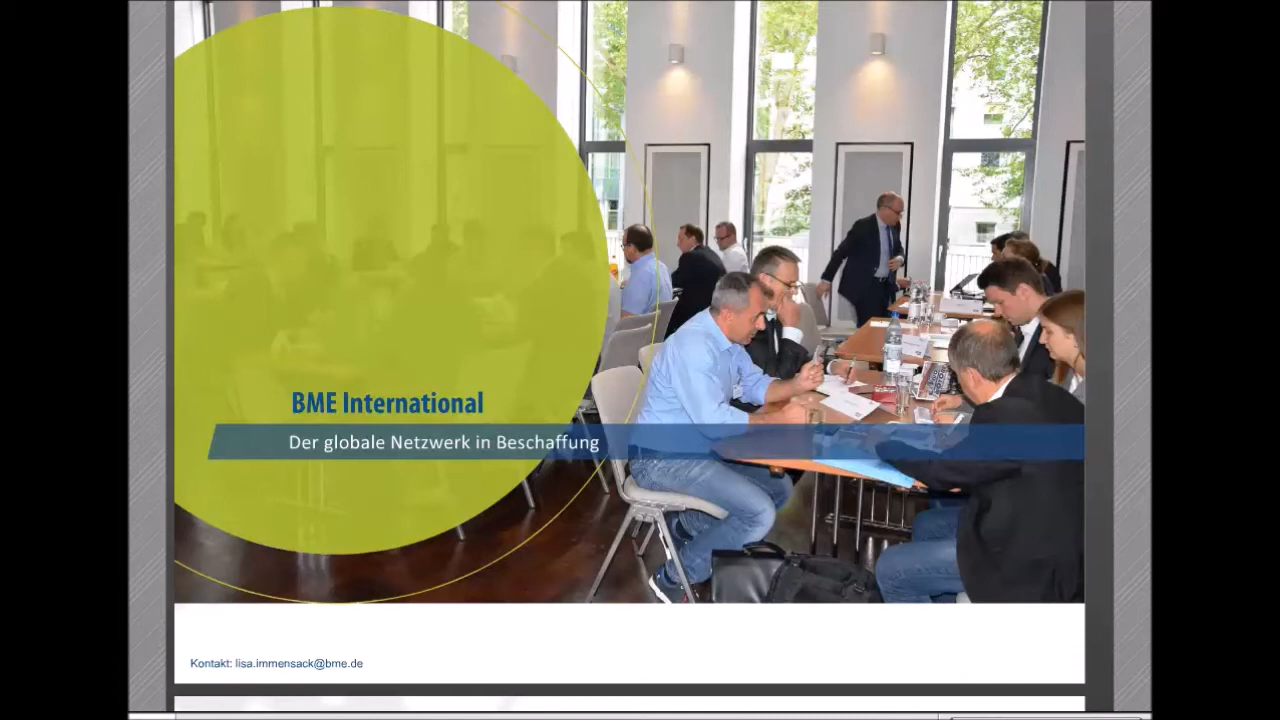 BME International
Der globale Netzwerk in Beschaffung
Kontakt: lisa.immensack@bme.de